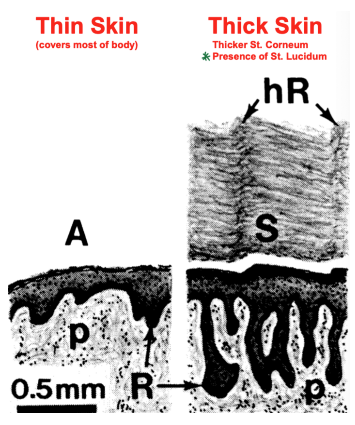 Thin Skin
(covers most of body)
Thick Skin
Thicker St. Corneum
* Presence of St. Lucidum
hR
A
S
p
R
p
0.5mm